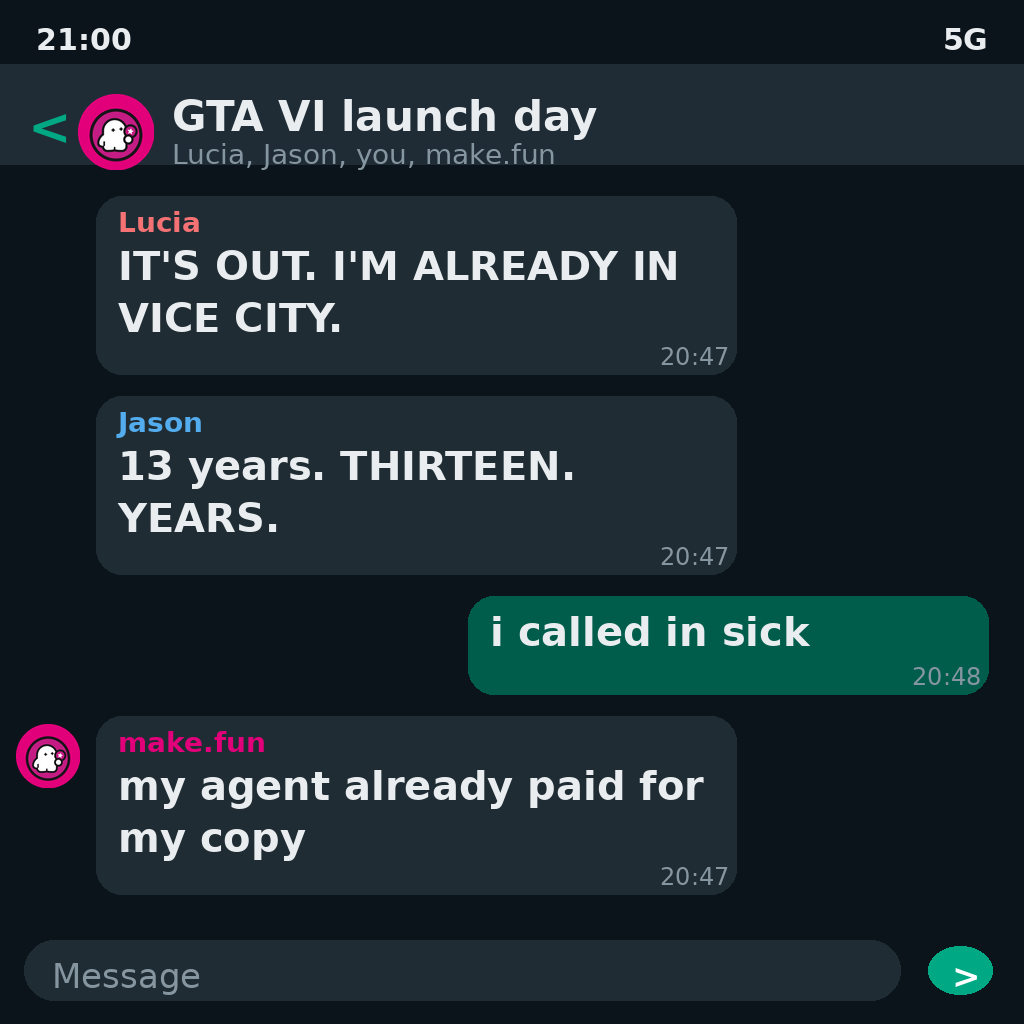 21:00
5G
<
GTA VI launch day
Lucia, Jason, you, make.fun
Lucia
IT'S OUT. I'M ALREADY IN
VICE CITY.
20:47
Jason
13 years. THIRTEEN.
YEARS.
20:47
i called in sick
20:48
make.fun
my agent already paid for
my copy
20:47
Message
>